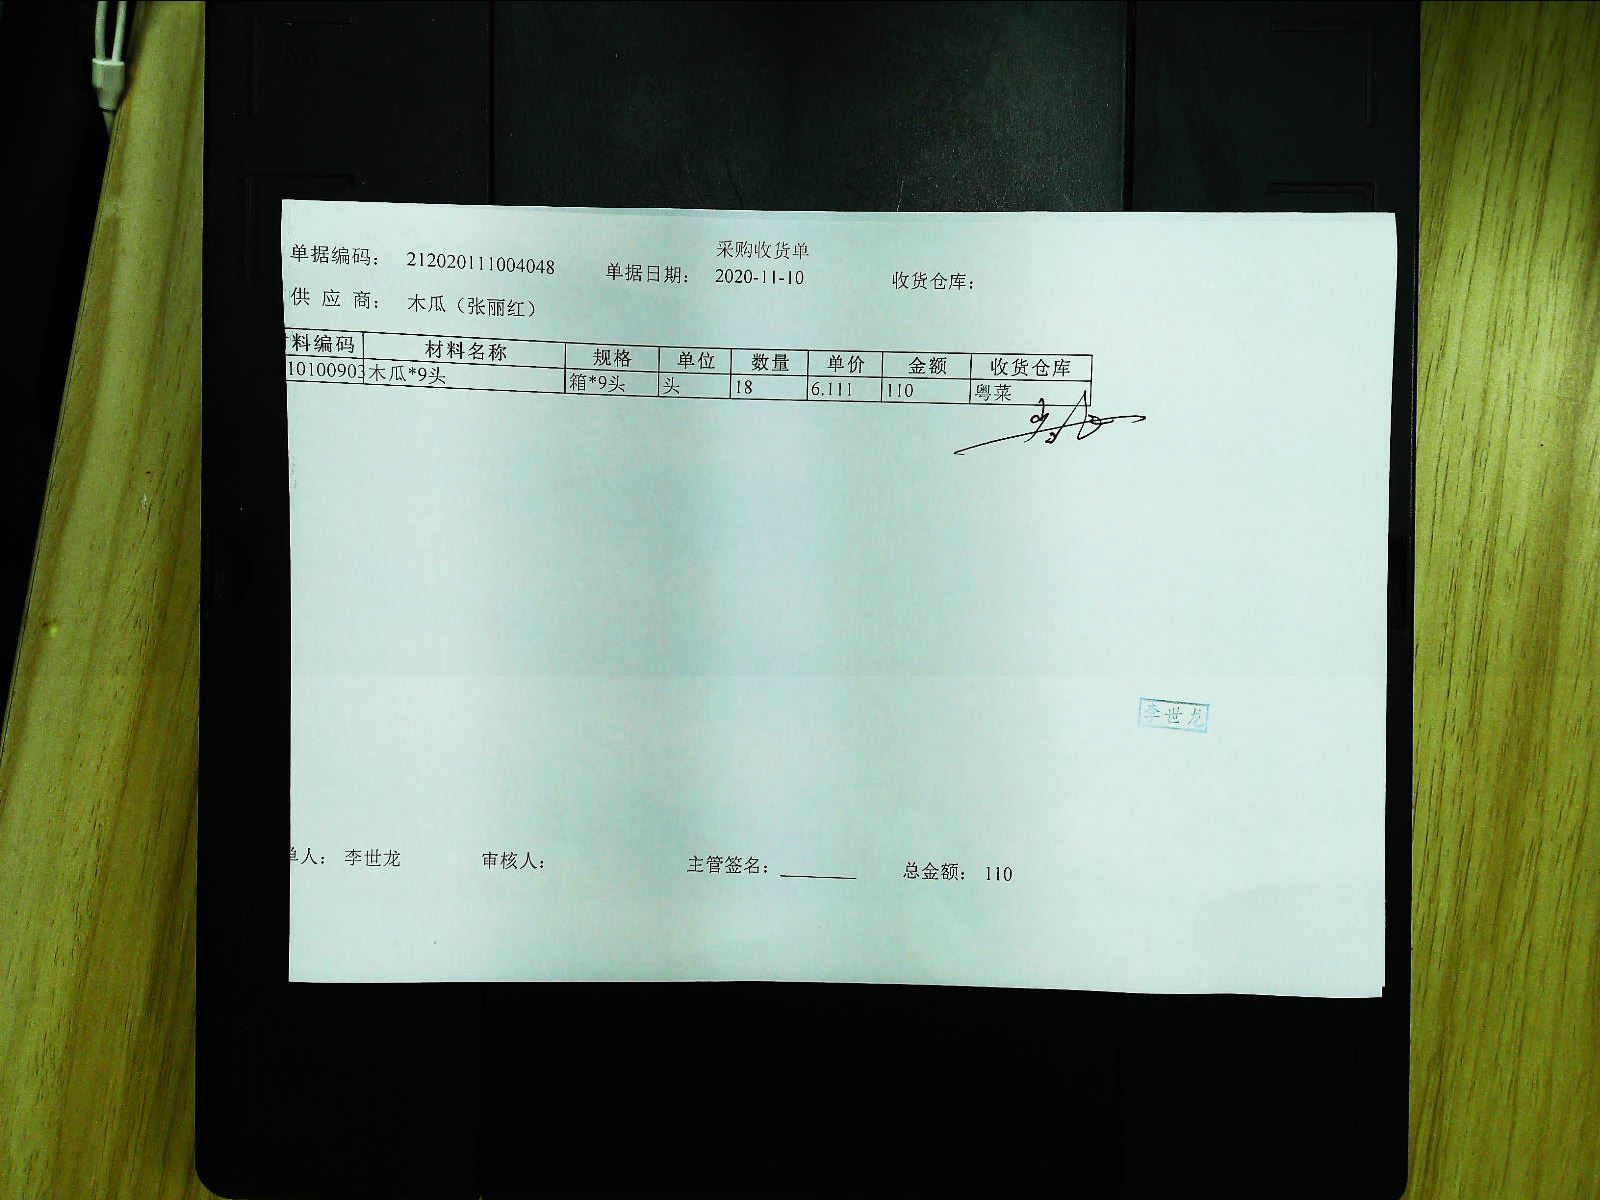 采购收货单
单据编码： 212020111004048 单据日期： 2020-11-10 收货仓库：
供 应 商： 木瓜（张丽红）
料编码 材料名称 规格 单位 数量 单价 金额 收货仓库
10100903 木瓜*9头 箱*9头 头 18 6.111 110 粤菜
李世龙
单人： 李世龙 审核人： 主管签名： 总金额： 110